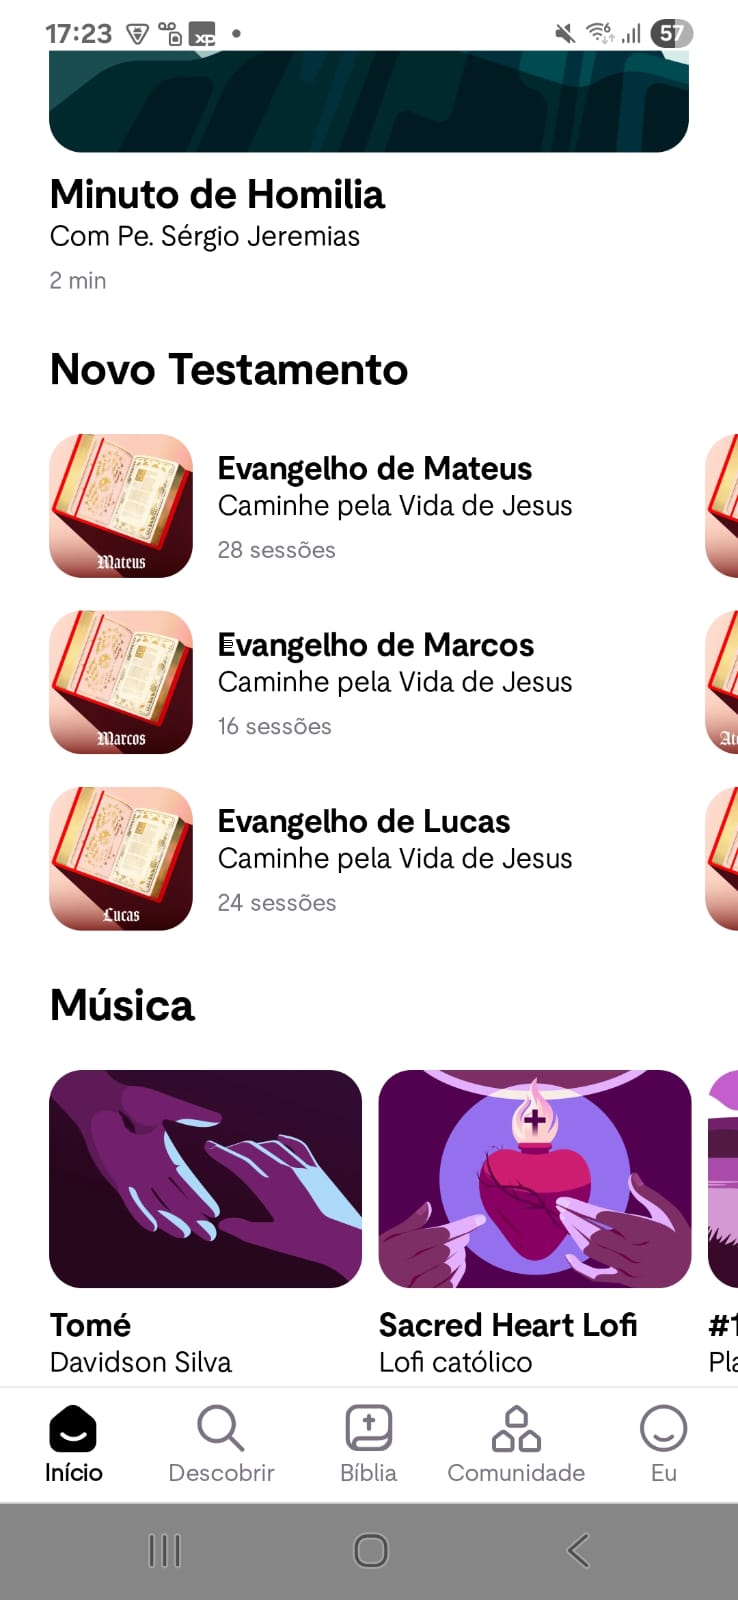 17:23
xp
57
Minuto de Homilia
Com Pe. Sérgio Jeremias
2 min
Novo Testamento
Mateus
Evangelho de Mateus
Caminhe pela Vida de Jesus
28 sessões
Marcos
Evangelho de Marcos
Caminhe pela Vida de Jesus
16 sessões
Lucas
Evangelho de Lucas
Caminhe pela Vida de Jesus
24 sessões
Música
Tomé
Davidson Silva
Sacred Heart Lofi
Lofi católico
Início
Descobrir
Bíblia
Comunidade
Eu